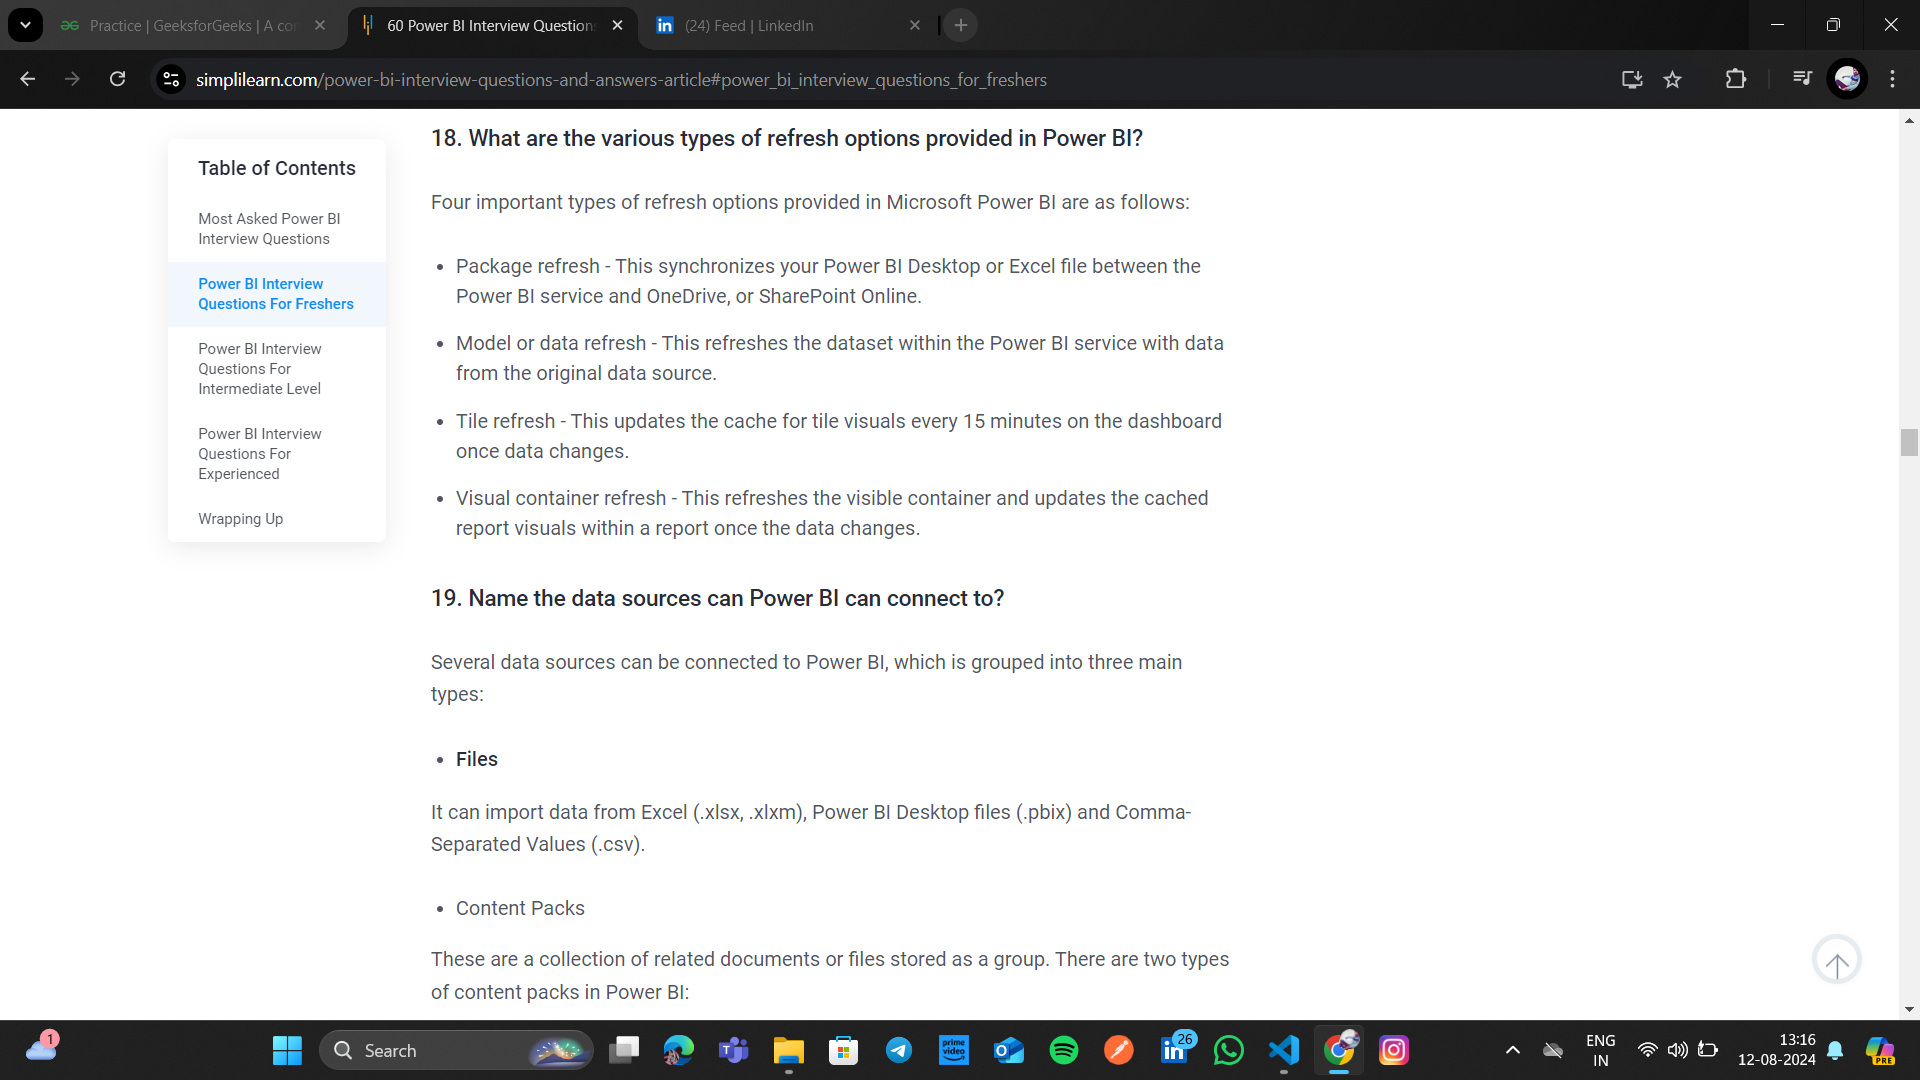 Practice | GeeksforGeeks | A con
60 Power BI Interview Questions
(24) Feed | LinkedIn
simplilearn.com/power-bi-interview-questions-and-answers-article#power_bi_interview_questions_for_freshers
Table of Contents
Most Asked Power BI
Interview Questions
Power BI Interview
Questions For Freshers
Power BI Interview
Questions For
Intermediate Level
Power BI Interview
Questions For
Experienced
Wrapping Up
18. What are the various types of refresh options provided in Power BI?
Four important types of refresh options provided in Microsoft Power BI are as follows:
• Package refresh - This synchronizes your Power BI Desktop or Excel file between the
Power BI service and OneDrive, or SharePoint Online.
• Model or data refresh - This refreshes the dataset within the Power BI service with data
from the original data source.
• Tile refresh - This updates the cache for tile visuals every 15 minutes on the dashboard
once data changes.
• Visual container refresh - This refreshes the visible container and updates the cached
report visuals within a report once the data changes.
19. Name the data sources can Power BI can connect to?
Several data sources can be connected to Power BI, which is grouped into three main
types:
• Files
It can import data from Excel (.xlsx, .xlxm), Power BI Desktop files (.pbix) and Comma-
Separated Values (.csv).
• Content Packs
These are a collection of related documents or files stored as a group. There are two types
of content packs in Power BI:
1
Search
prime
video
26
ENG
IN
13:16
12-08-2024
PRE